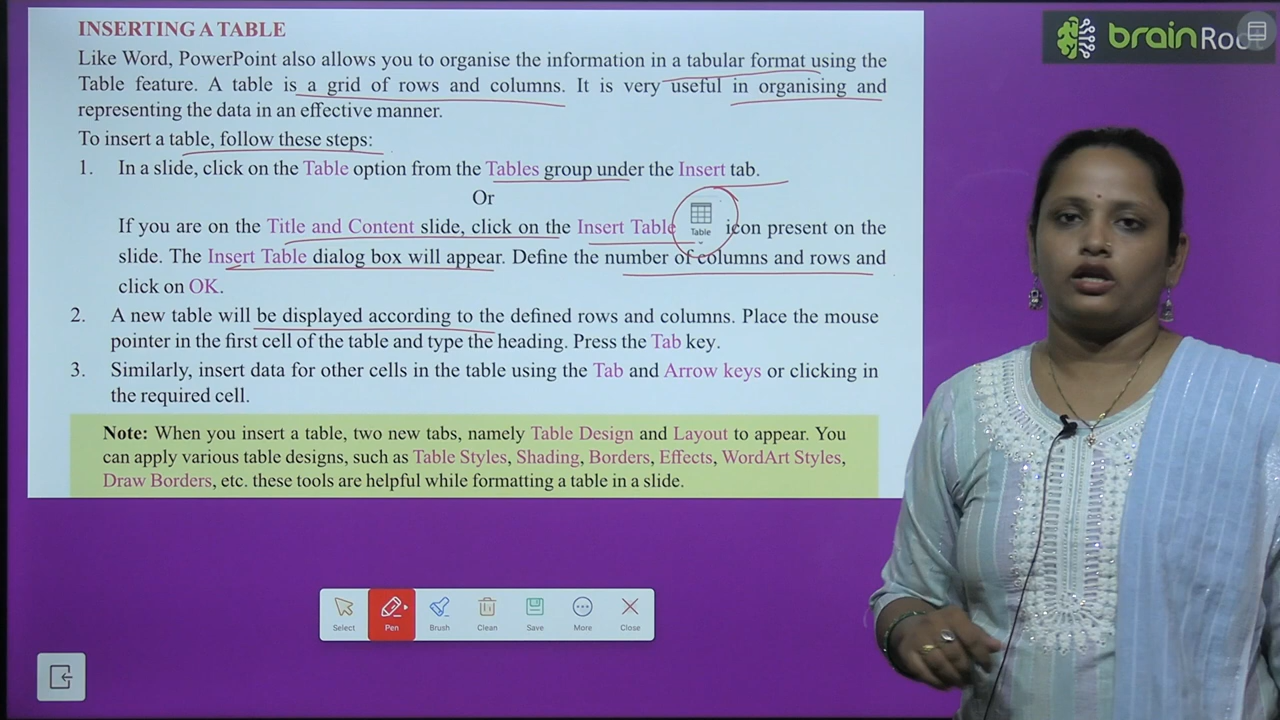 INSERTING A TABLE
brainRoot
Like Word, PowerPoint also allows you to organise the information in a tabular format using the
Table feature. A table is a grid of rows and columns. It is very useful in organising and
representing the data in an effective manner.
To insert a table, follow these steps:
1. In a slide, click on the Table option from the Tables group under the Insert tab.
Or
If you are on the Title and Content slide, click on the Insert Table icon present on the
Table
slide. The Insert Table dialog box will appear. Define the number of columns and rows and
click on OK.
2. A new table will be displayed according to the defined rows and columns. Place the mouse
pointer in the first cell of the table and type the heading. Press the Tab key.
3. Similarly, insert data for other cells in the table using the Tab and Arrow keys or clicking in
the required cell.
Note: When you insert a table, two new tabs, namely Table Design and Layout to appear. You
can apply various table designs, such as Table Styles, Shading, Borders, Effects, WordArt Styles,
Draw Borders, etc. these tools are helpful while formatting a table in a slide.
Select Pen Brush Clean Save More Close